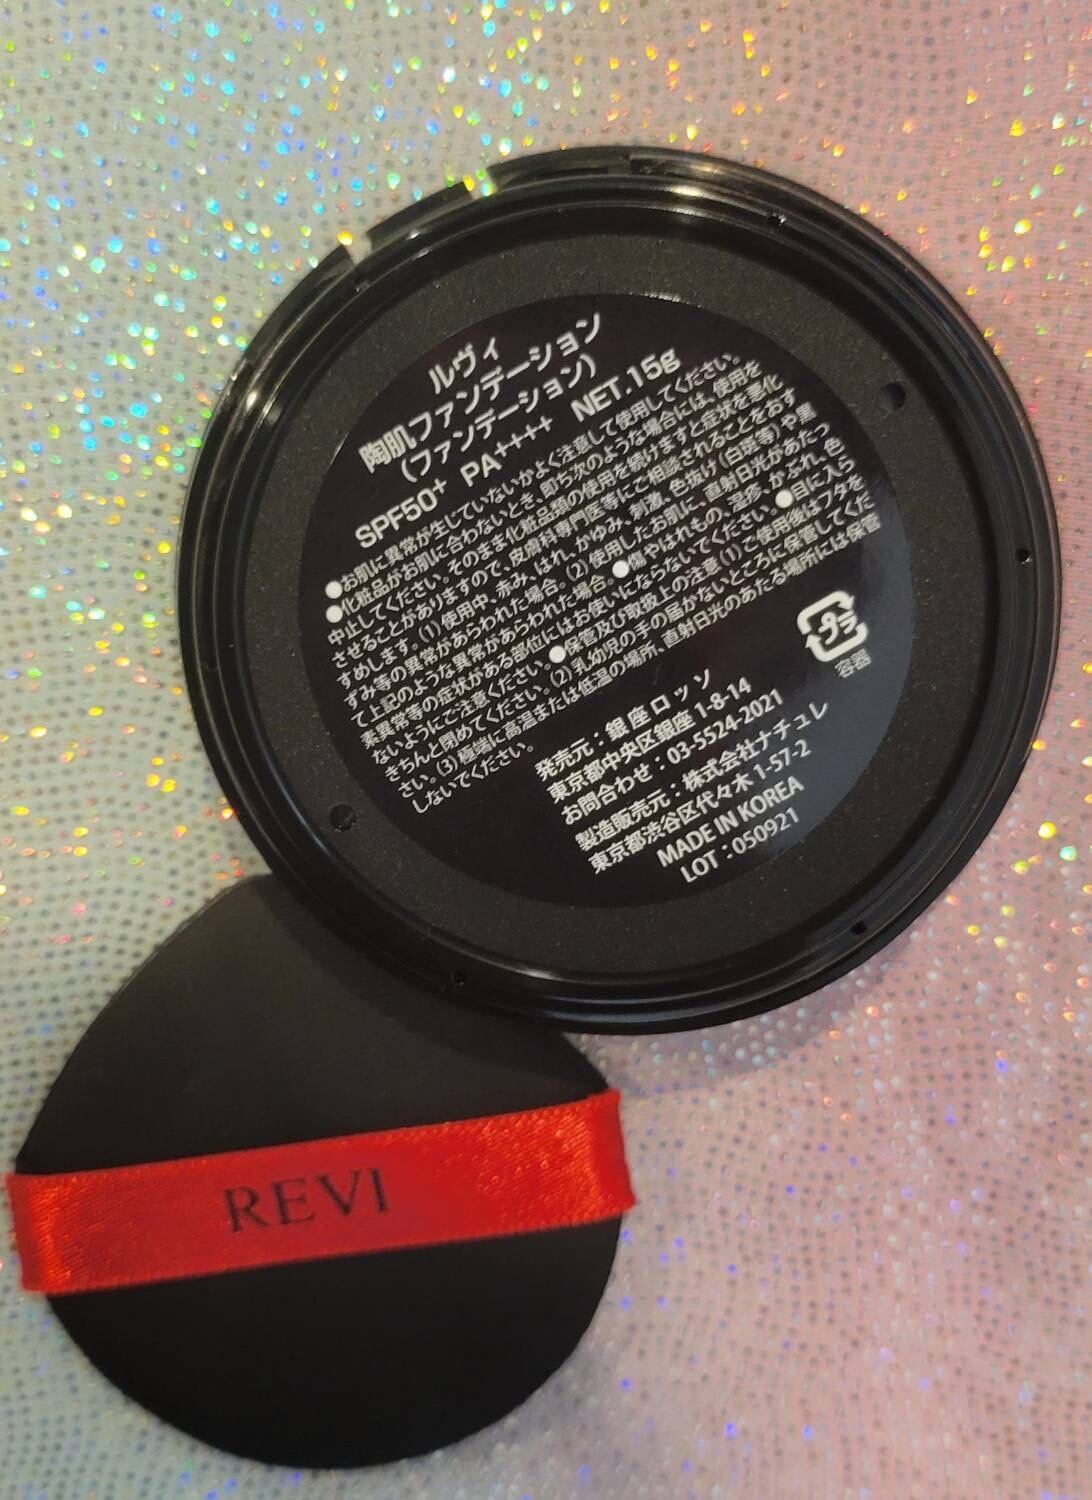 ルヴィ
陶肌ファンデーション
(ファンデーション)
SPF50+ PA++++ NET.15g
●お肌に異常が生じていないかよく注意して使用してください。
●化粧品がお肌に合わないとき、即ち次のような場合には、使用を
中止してください。そのまま化粧品類の使用を続けますと症状を悪化
させることがありますので、皮膚科専門医等にご相談されることをおす
すめします。(1)使用中、赤み、はれ、かゆみ、刺激、色抜け(白斑等)や黒
ずみ等の異常があらわれた場合。(2)使用したお肌に、直射日光があたっ
て上記のような異常があらわれた場合。●傷やはれもの、湿疹、かぶれ、色
素異常等の症状がある部位にはお使いにならないでください。●目に入ら
ないようにご注意ください。●保管及び取扱上の注意(1)ご使用後はフタを
きちんと閉めてください。(2)乳幼児の手の届かないところに保管してくだ
さい。(3)極端に高温または低温の場所、直射日光のあたる場所には保管
しないでください。
プラ
容器
発売元：銀座ロッソ
東京都中央区銀座1-8-14
お問合わせ：03-5524-2021
製造販売元：株式会社ナチュレ
東京都渋谷区代々木1-57-2
MADE IN KOREA
LOT：050921
REVI